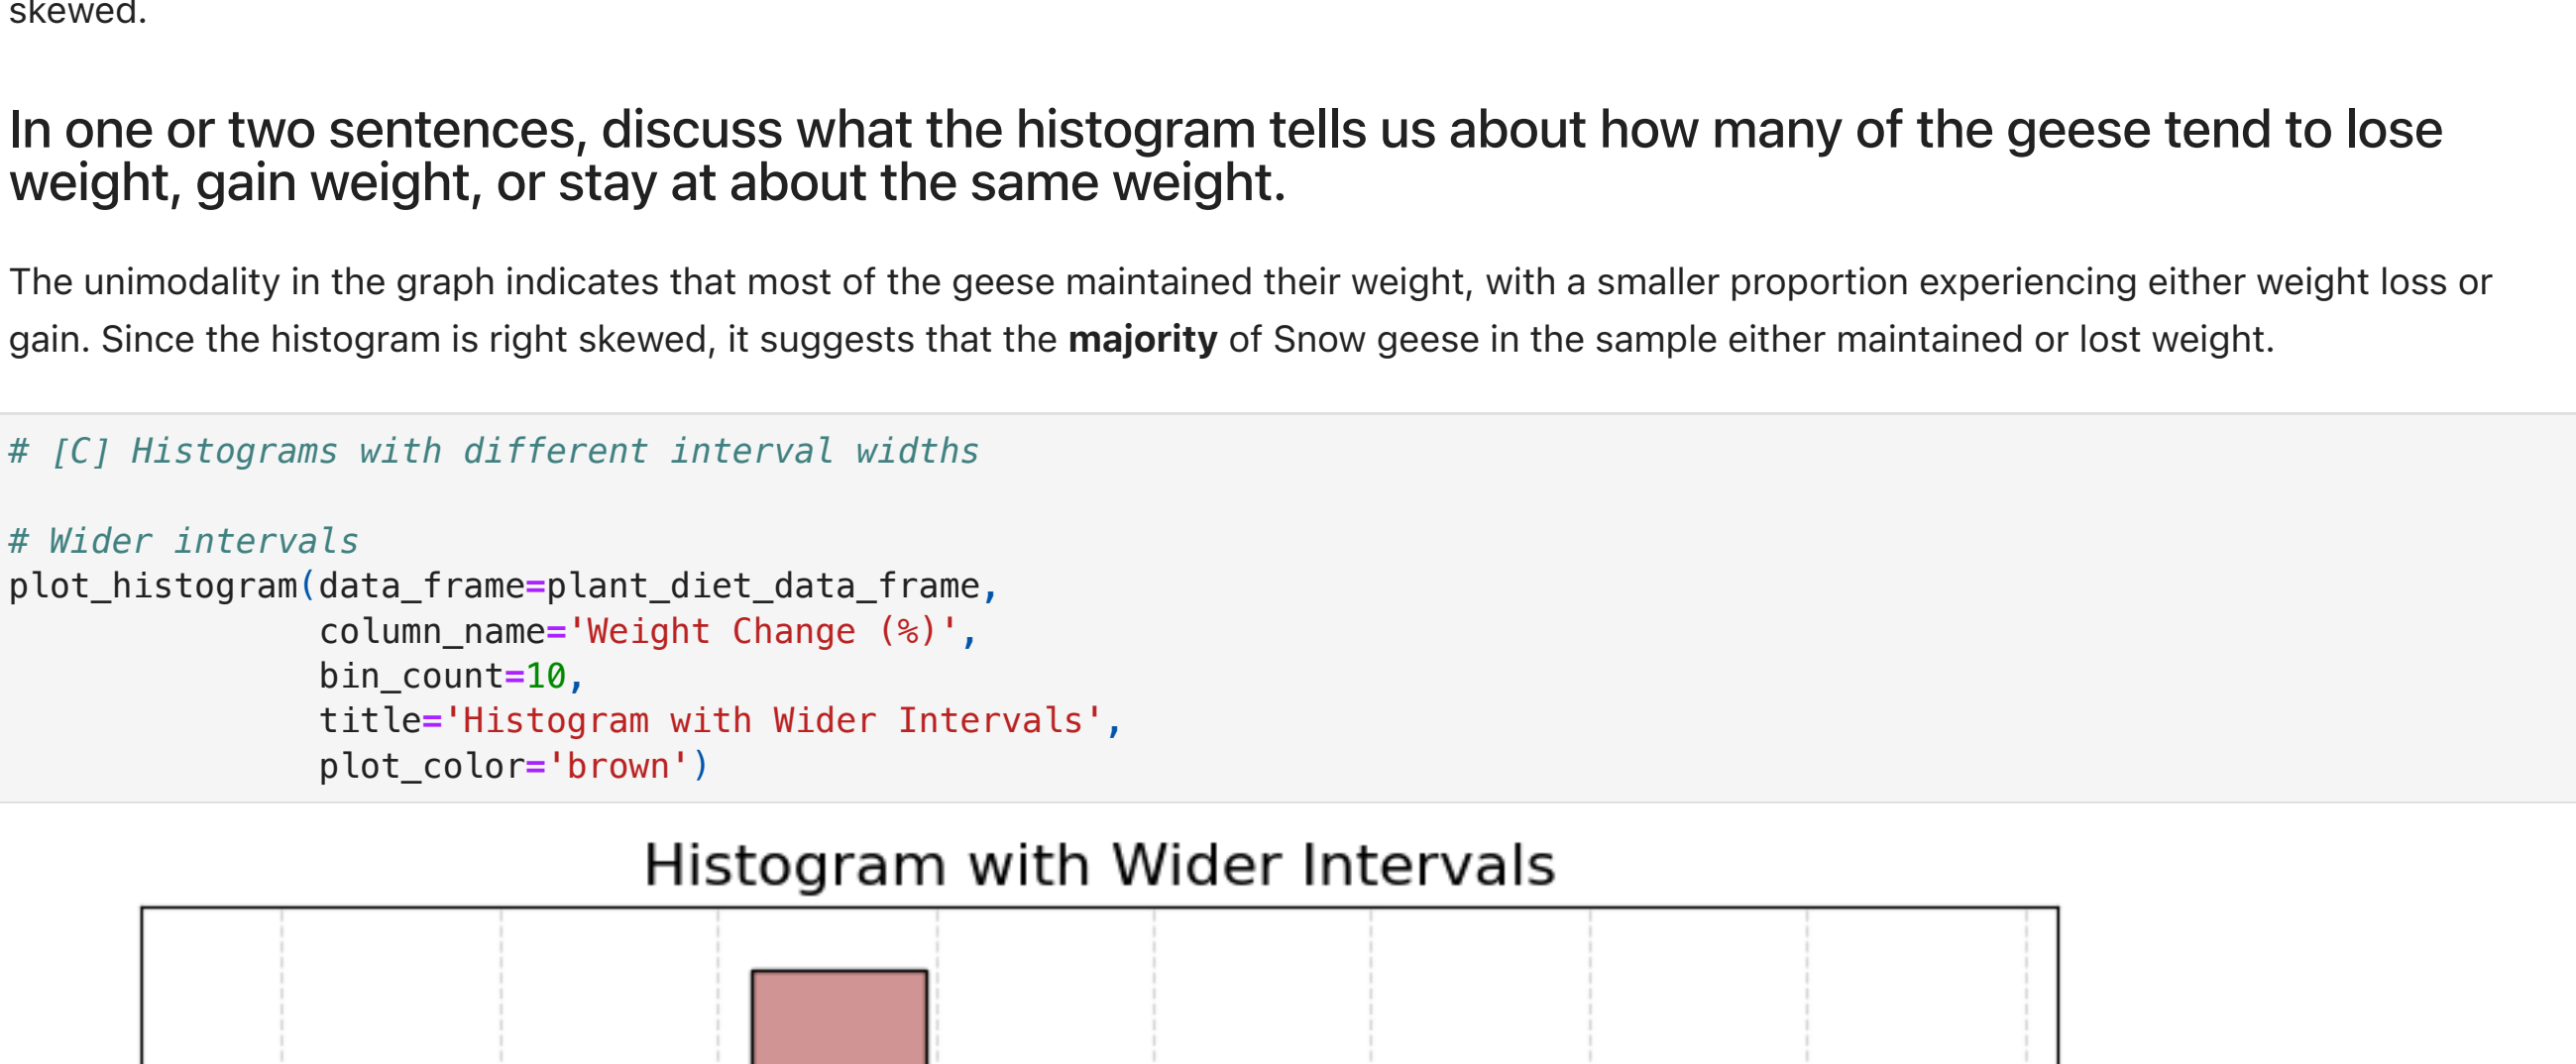 skewed.
In one or two sentences, discuss what the histogram tells us about how many of the geese tend to lose
weight, gain weight, or stay at about the same weight.
The unimodality in the graph indicates that most of the geese maintained their weight, with a smaller proportion experiencing either weight loss or
gain. Since the histogram is right skewed, it suggests that the majority of Snow geese in the sample either maintained or lost weight.
# [C] Histograms with different interval widths
# Wider intervals
plot_histogram(data_frame=plant_diet_data_frame,
column_name='Weight Change (%)',
bin_count=10,
title='Histogram with Wider Intervals',
plot_color='brown')
Histogram with Wider Intervals